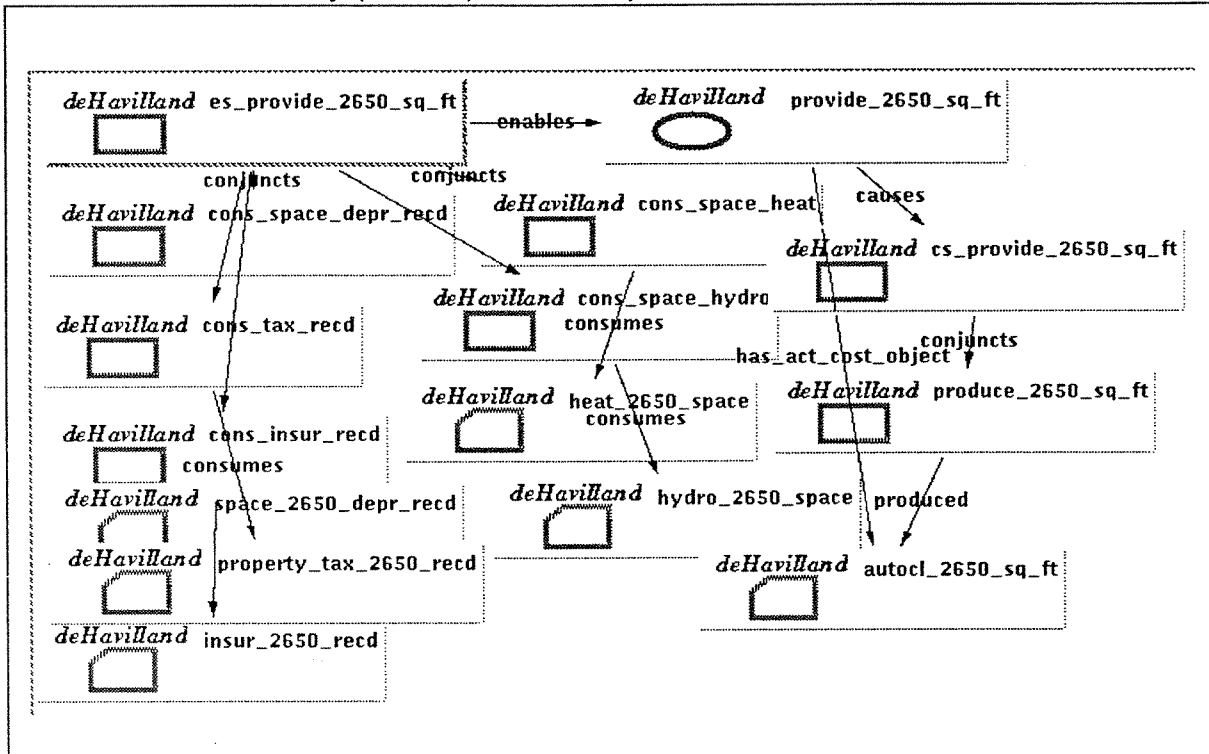 deHavilland es_provide_2650_sq_ft
enables
deHavilland provide_2650_sq_ft
conjuncts
conjuncts
causes
deHavilland cons_space_depr_recd
deHavilland cons_space_heat
deHavilland cs_provide_2650_sq_ft
deHavilland cons_tax_recd
deHavilland cons_space_hydro
consumes
conjuncts
has_act_cost_object
deHavilland heat_2650_space
consumes
deHavilland produce_2650_sq_ft
deHavilland cons_insur_recd
consumes
deHavilland space_2650_depr_recd
deHavilland hydro_2650_space
produced
deHavilland property_tax_2650_recd
deHavilland autocl_2650_sq_ft
deHavilland insur_2650_recd